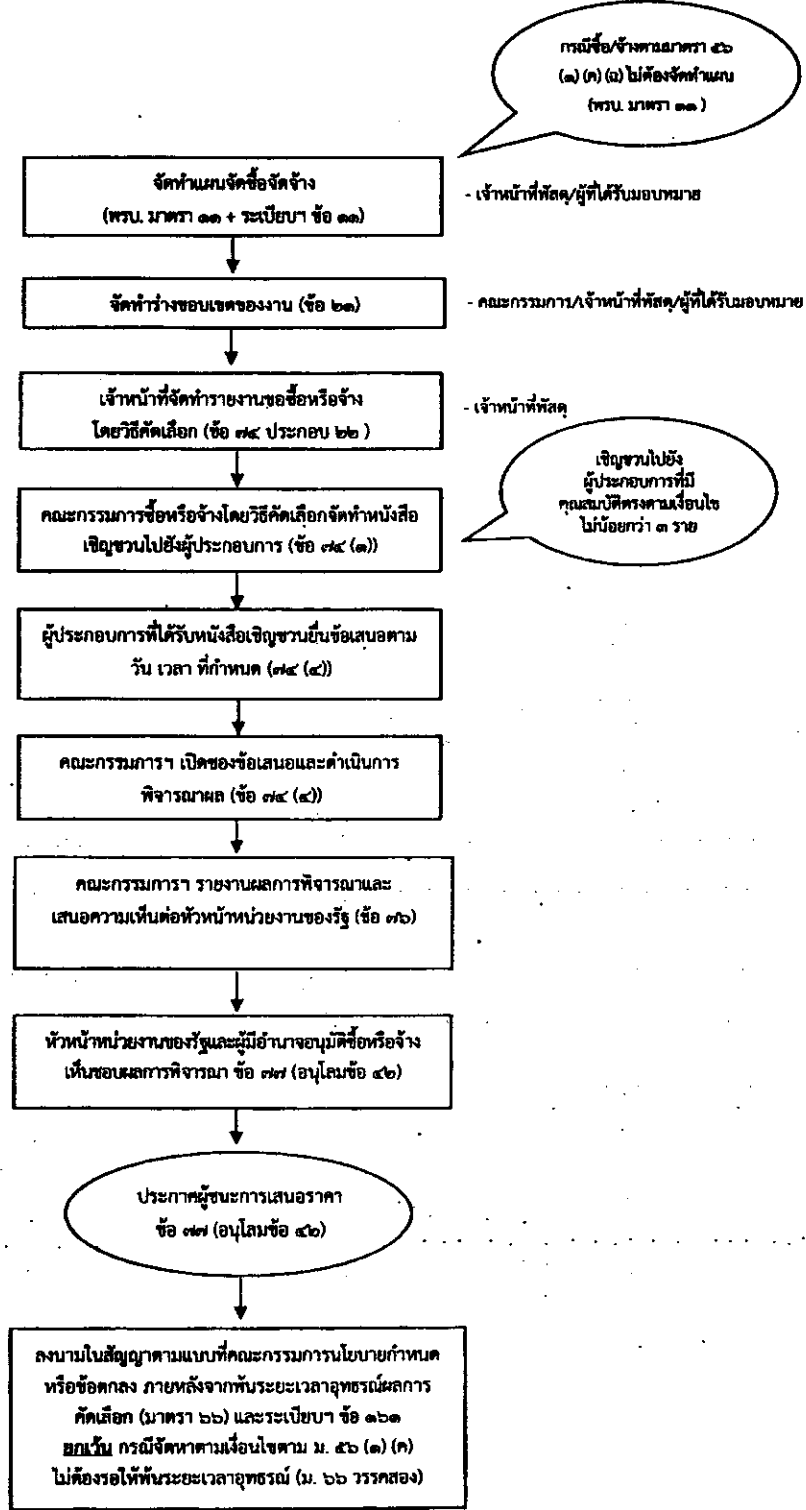 กรณีซื้อ/จ้างตามมาตรา ๕๖
(๑) (ค) (ฉ) ไม่ต้องจัดทำแผน
(พรบ. มาตรา ๑๑ )
จัดทำแผนจัดซื้อจัดจ้าง
(พรบ. มาตรา ๑๑ + ระเบียบฯ ข้อ ๑๑)
- เจ้าหน้าที่พัสดุ/ผู้ที่ได้รับมอบหมาย
จัดทำร่างขอบเขตของงาน (ข้อ ๒๑)
- คณะกรรมการ/เจ้าหน้าที่พัสดุ/ผู้ที่ได้รับมอบหมาย
เจ้าหน้าที่จัดทำรายงานขอซื้อหรือจ้าง
โดยวิธีคัดเลือก (ข้อ ๗๔ ประกอบ ๒๒ )
- เจ้าหน้าที่พัสดุ
เชิญชวนไปยัง
ผู้ประกอบการที่มี
คุณสมบัติตรงตามเงื่อนไข
ไม่น้อยกว่า ๓ ราย
คณะกรรมการซื้อหรือจ้างโดยวิธีคัดเลือกจัดทำหนังสือ
เชิญชวนไปยังผู้ประกอบการ (ข้อ ๗๔ (๑))
ผู้ประกอบการที่ได้รับหนังสือเชิญชวนยื่นข้อเสนอตาม
วัน เวลา ที่กำหนด (๗๔ (๔))
คณะกรรมการฯ เปิดซองข้อเสนอและดำเนินการ
พิจารณาผล (ข้อ ๗๔ (๔))
คณะกรรมการฯ รายงานผลการพิจารณาและ
เสนอความเห็นต่อหัวหน้าหน่วยงานของรัฐ (ข้อ ๗๖)
หัวหน้าหน่วยงานของรัฐและผู้มีอำนาจอนุมัติซื้อหรือจ้าง
เห็นชอบผลการพิจารณา ข้อ ๗๗ (อนุโลมข้อ ๔๒)
ประกาศผู้ชนะการเสนอราคา
ข้อ ๗๗ (อนุโลมข้อ ๔๒)
ลงนามในสัญญาตามแบบที่คณะกรรมการนโยบายกำหนด
หรือข้อตกลง ภายหลังจากพ้นระยะเวลาอุทธรณ์ผลการ
คัดเลือก (มาตรา ๖๖) และระเบียบฯ ข้อ ๑๖๑
ยกเว้น กรณีจัดหาตามเงื่อนไขตาม ม. ๕๖ (๑) (ค)
ไม่ต้องรอให้พ้นระยะเวลาอุทธรณ์ (ม. ๖๖ วรรคสอง)